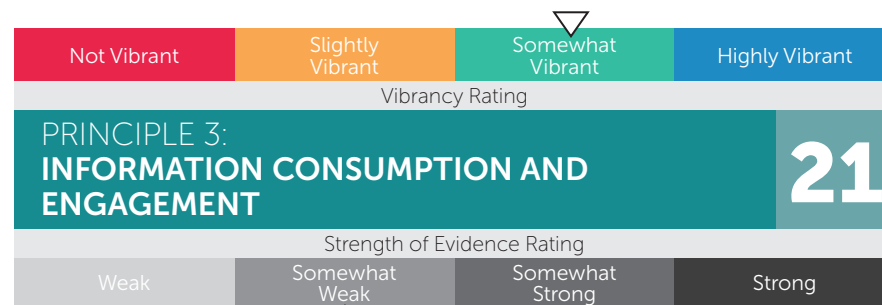 Not Vibrant
Slightly
Vibrant
Somewhat
Vibrant
Highly Vibrant
Vibrancy Rating
PRINCIPLE 3:
INFORMATION CONSUMPTION AND
ENGAGEMENT
21
Strength of Evidence Rating
Weak
Somewhat
Weak
Somewhat
Strong
Strong